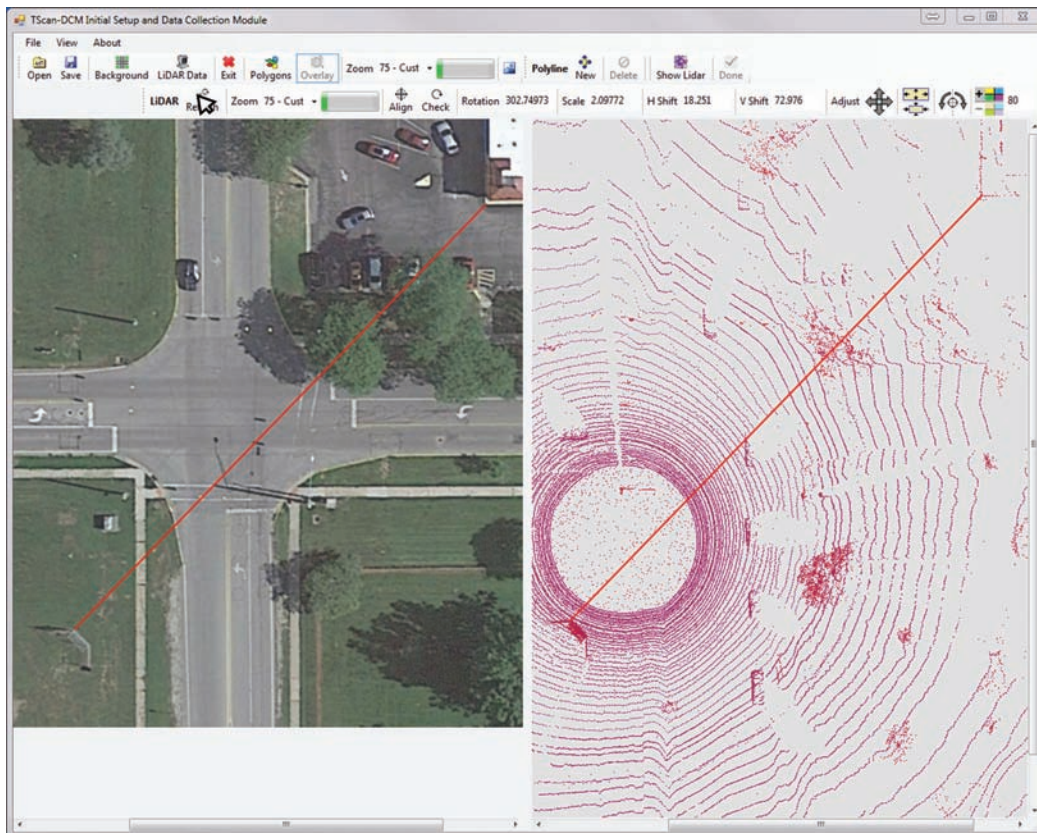 TScan-DCM Initial Setup and Data Collection Module
File View About
Open Save Background LiDAR Data Exit Polygons Overlay Zoom 75 - Cust Polyline New Delete Show Lidar Done
LiDAR Zoom 75 - Cust Align Check Rotation 302.74973 Scale 2.09772 H Shift 18.251 V Shift 72.976 Adjust 80